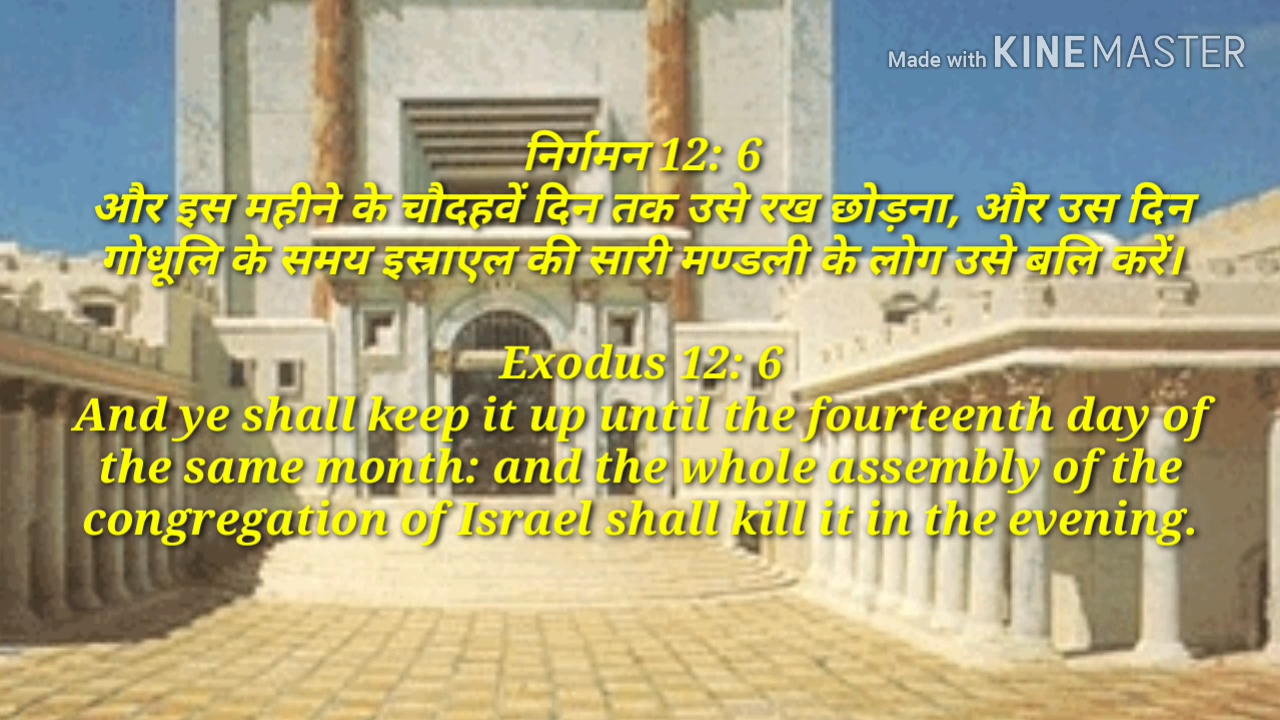 Made with KINEMASTER
निर्गमन 12: 6
और इस महीने के चौदहवें दिन तक उसे रख छोड़ना, और उस दिन
गोधूलि के समय इस्राएल की सारी मण्डली के लोग उसे बलि करें।
Exodus 12: 6
And ye shall keep it up until the fourteenth day of
the same month: and the whole assembly of the
congregation of Israel shall kill it in the evening.